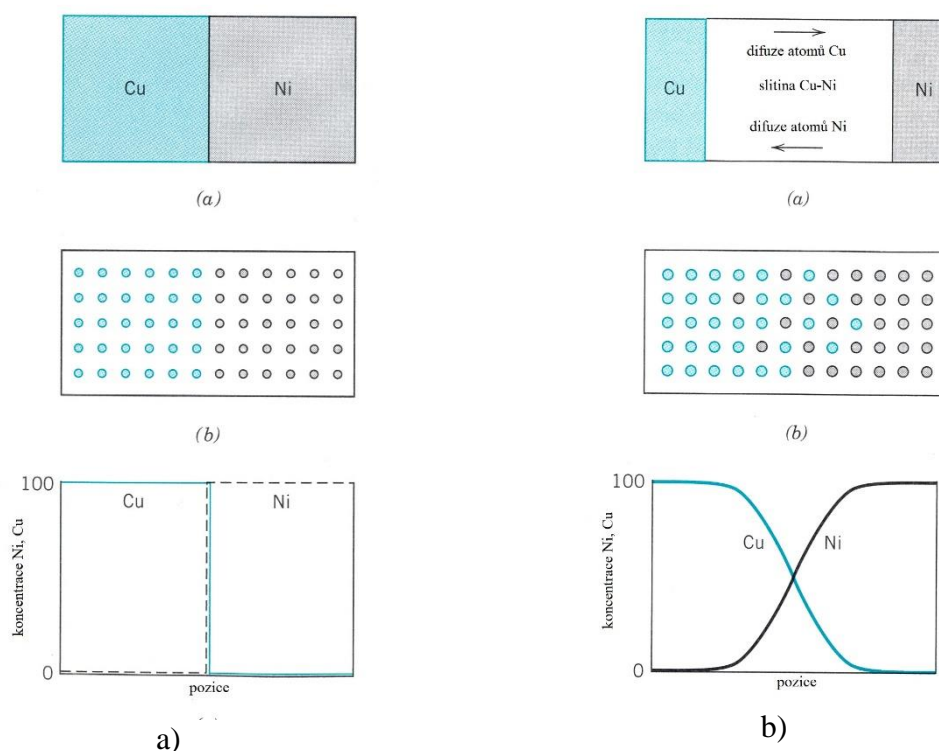 Cu
Ni
(a)
(b)
100
Cu
Ni
koncentrace Ni, Cu
0
pozice
a)
difuze atomů Cu
Cu
slitina Cu-Ni
Ni
difuze atomů Ni
(a)
(b)
100
Cu
Ni
koncentrace Ni, Cu
0
pozice
b)